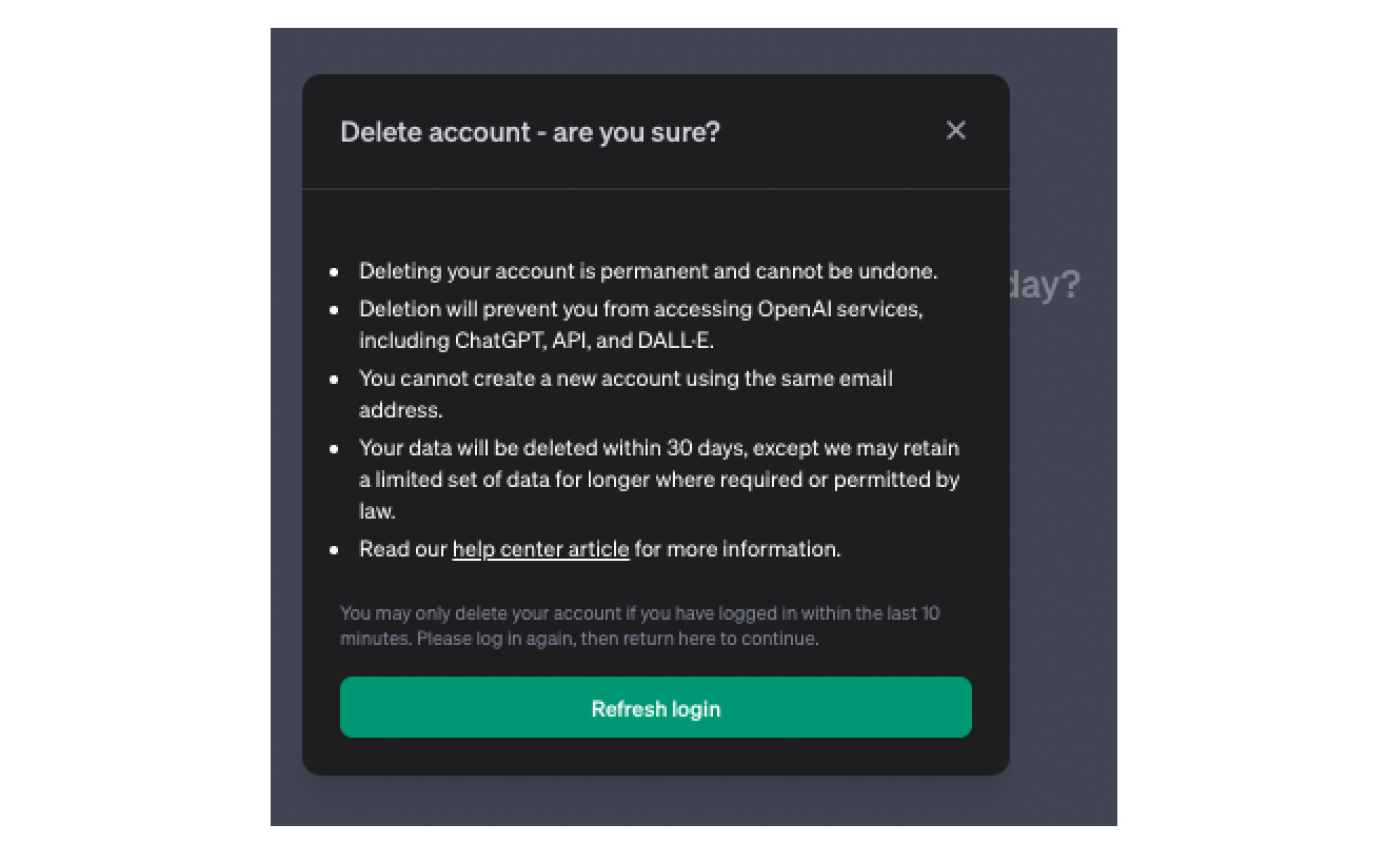 Delete account - are you sure?
day?
• Deleting your account is permanent and cannot be undone.
• Deletion will prevent you from accessing OpenAI services,
including ChatGPT, API, and DALL·E.
• You cannot create a new account using the same email
address.
• Your data will be deleted within 30 days, except we may retain
a limited set of data for longer where required or permitted by
law.
• Read our help center article for more information.
You may only delete your account if you have logged in within the last 10
minutes. Please log in again, then return here to continue.
Refresh login